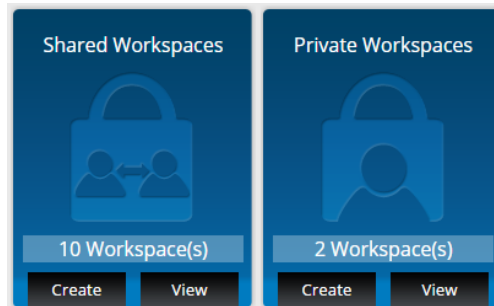 Shared Workspaces
10 Workspace(s)
Create View
Private Workspaces
2 Workspace(s)
Create View